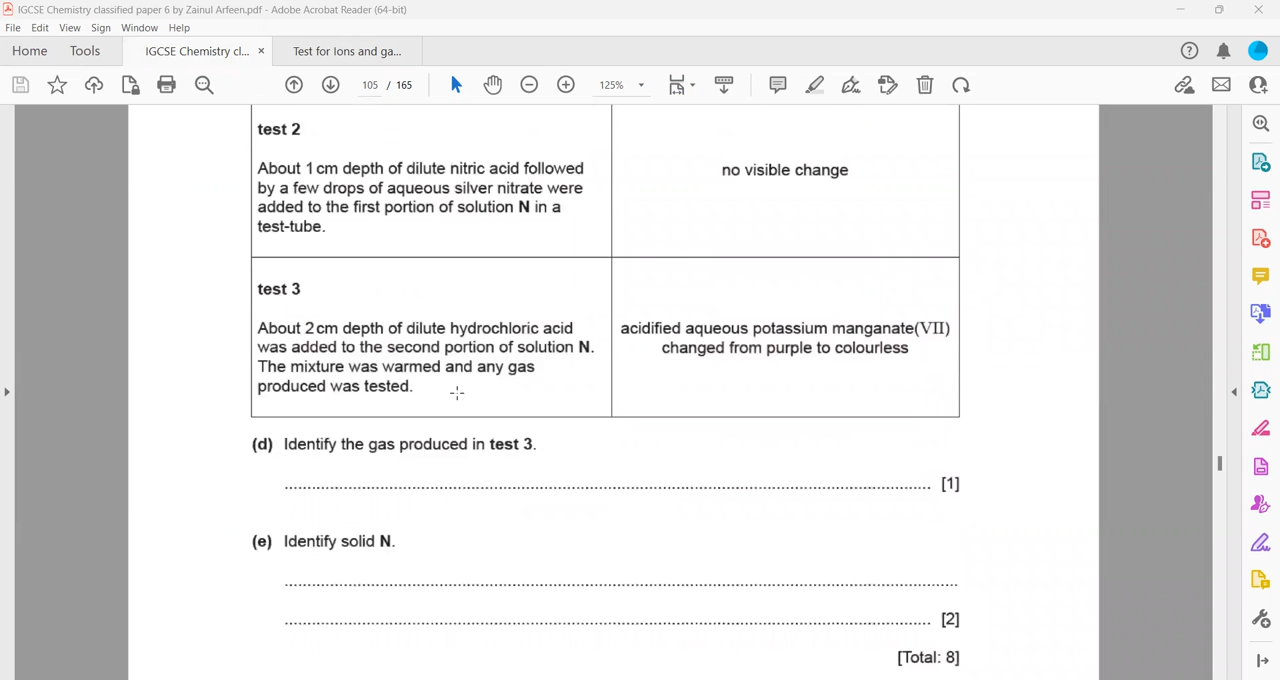 IGCSE Chemistry classified paper 6 by Zainul Arfeen.pdf - Adobe Acrobat Reader (64-bit)
File Edit View Sign Window Help
Home Tools IGCSE Chemistry cl... × Test for Ions and ga...
105 / 165 125%
test 2
About 1 cm depth of dilute nitric acid followed
by a few drops of aqueous silver nitrate were
added to the first portion of solution N in a
test-tube.
no visible change
test 3
About 2 cm depth of dilute hydrochloric acid
was added to the second portion of solution N.
The mixture was warmed and any gas
produced was tested.
acidified aqueous potassium manganate(VII)
changed from purple to colourless
(d) Identify the gas produced in test 3.
[1]
(e) Identify solid N.
[2]
[Total: 8]